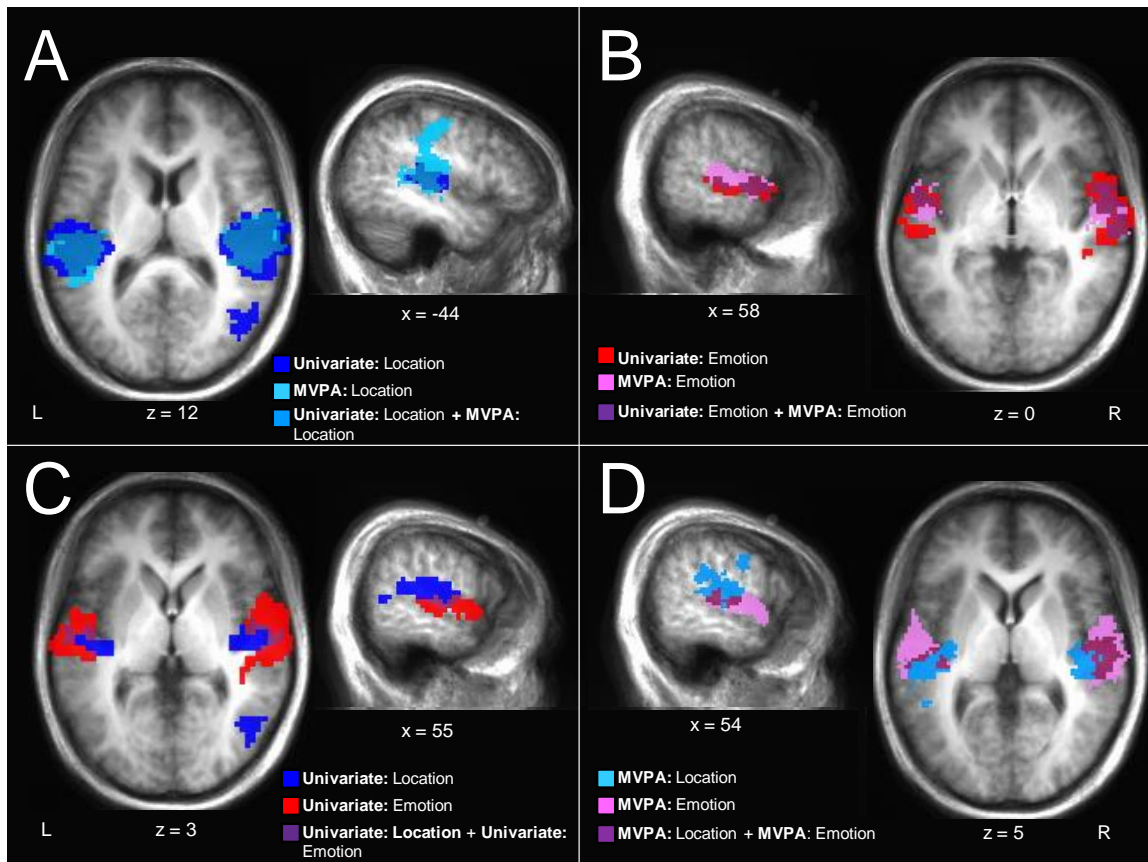 A
x = -44
Univariate: Location
MVPA: Location
Univariate: Location + MVPA:
Location
L
z = 12
B
x = 58
Univariate: Emotion
MVPA: Emotion
Univariate: Emotion + MVPA: Emotion
z = 0
R
C
x = 55
Univariate: Location
Univariate: Emotion
Univariate: Location + Univariate:
Emotion
L
z = 3
D
x = 54
MVPA: Location
MVPA: Emotion
MVPA: Location + MVPA: Emotion
z = 5
R